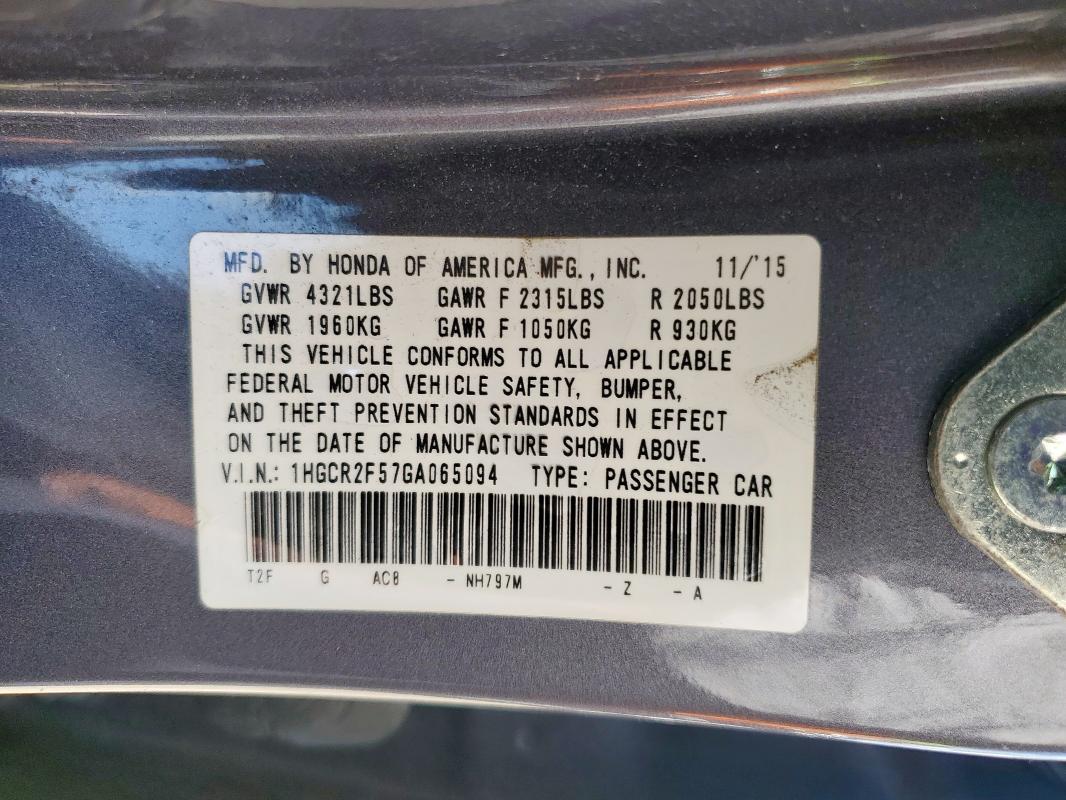 MFD. BY HONDA OF AMERICA MFG., INC. 11/'15
GVWR 4321LBS GAWR F 2315LBS R 2050LBS
GVWR 1960KG GAWR F 1050KG R 930KG
THIS VEHICLE CONFORMS TO ALL APPLICABLE
FEDERAL MOTOR VEHICLE SAFETY, BUMPER,
AND THEFT PREVENTION STANDARDS IN EFFECT
ON THE DATE OF MANUFACTURE SHOWN ABOVE.
V.I.N.: 1HGCR2F57GA065094 TYPE: PASSENGER CAR
T2F G AC8 - NH797M - Z - A